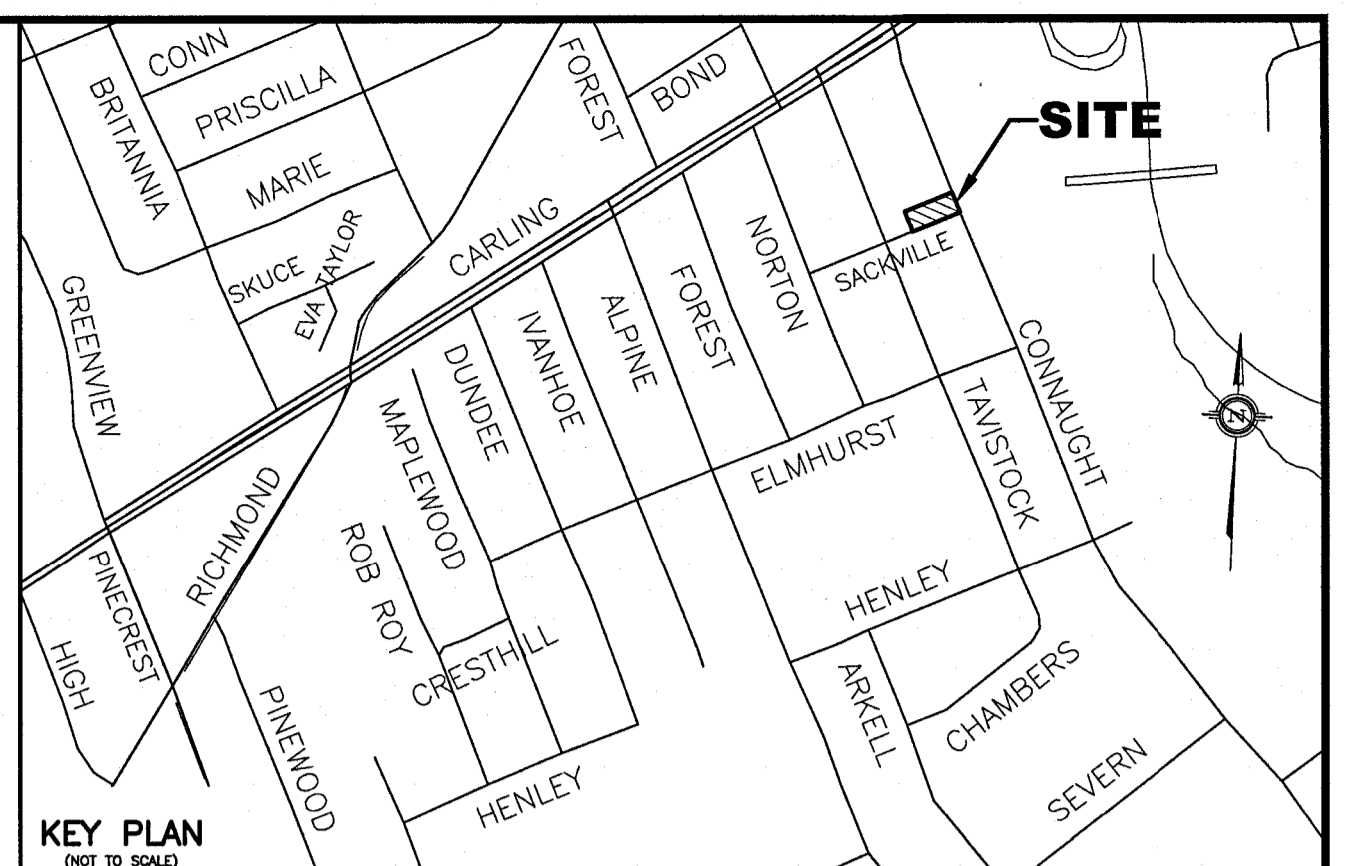 CONN
FOREST
BOND
BRITANNIA
PRISCILLA
SITE
MARIE
CARLING
NORTON
SKUCE
EVA TAYLOR
SACKVILLE
GREENVIEW
IVANHOE
ALPINE
FOREST
CONNAUGHT
DUNDEE
MAPLEWOOD
TAVISTOCK
N
ELMHURST
RICHMOND
ROB ROY
PINECREST
HENLEY
HIGH
CRESTHILL
ARKELL
CHAMBERS
PINEWOOD
SEVERN
HENLEY
KEY PLAN
(NOT TO SCALE)